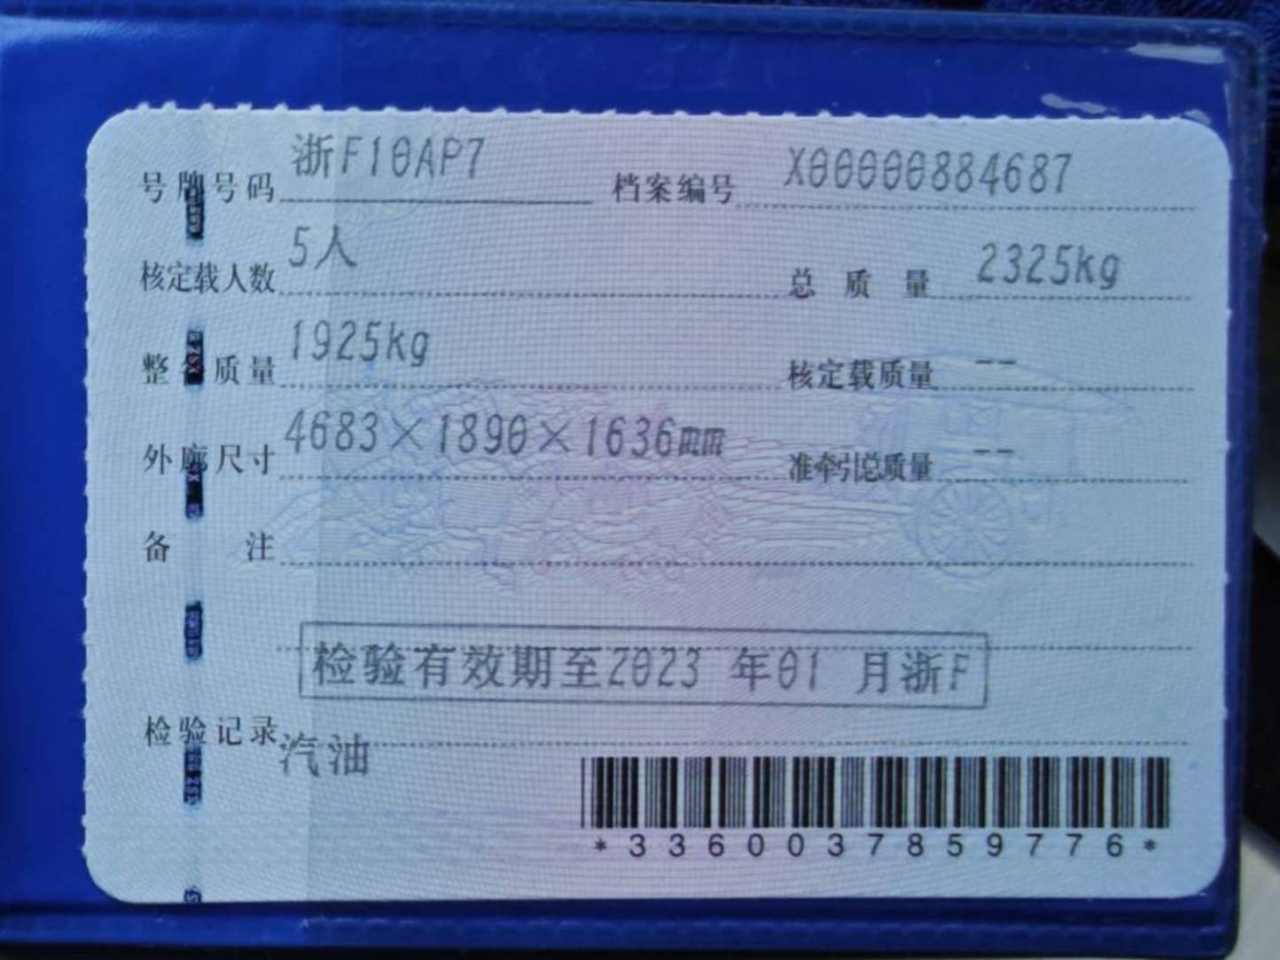 号牌号码 浙F10AP7 档案编号 X00000884687
核定载人数 5人 总质量 2325kg
整备质量 1925kg 核定载质量 --
外廓尺寸 4683×1890×1636mm 准牵引总质量 --
备注
检验有效期至2023 年01 月浙F
检验记录
汽油
*3360037859776*